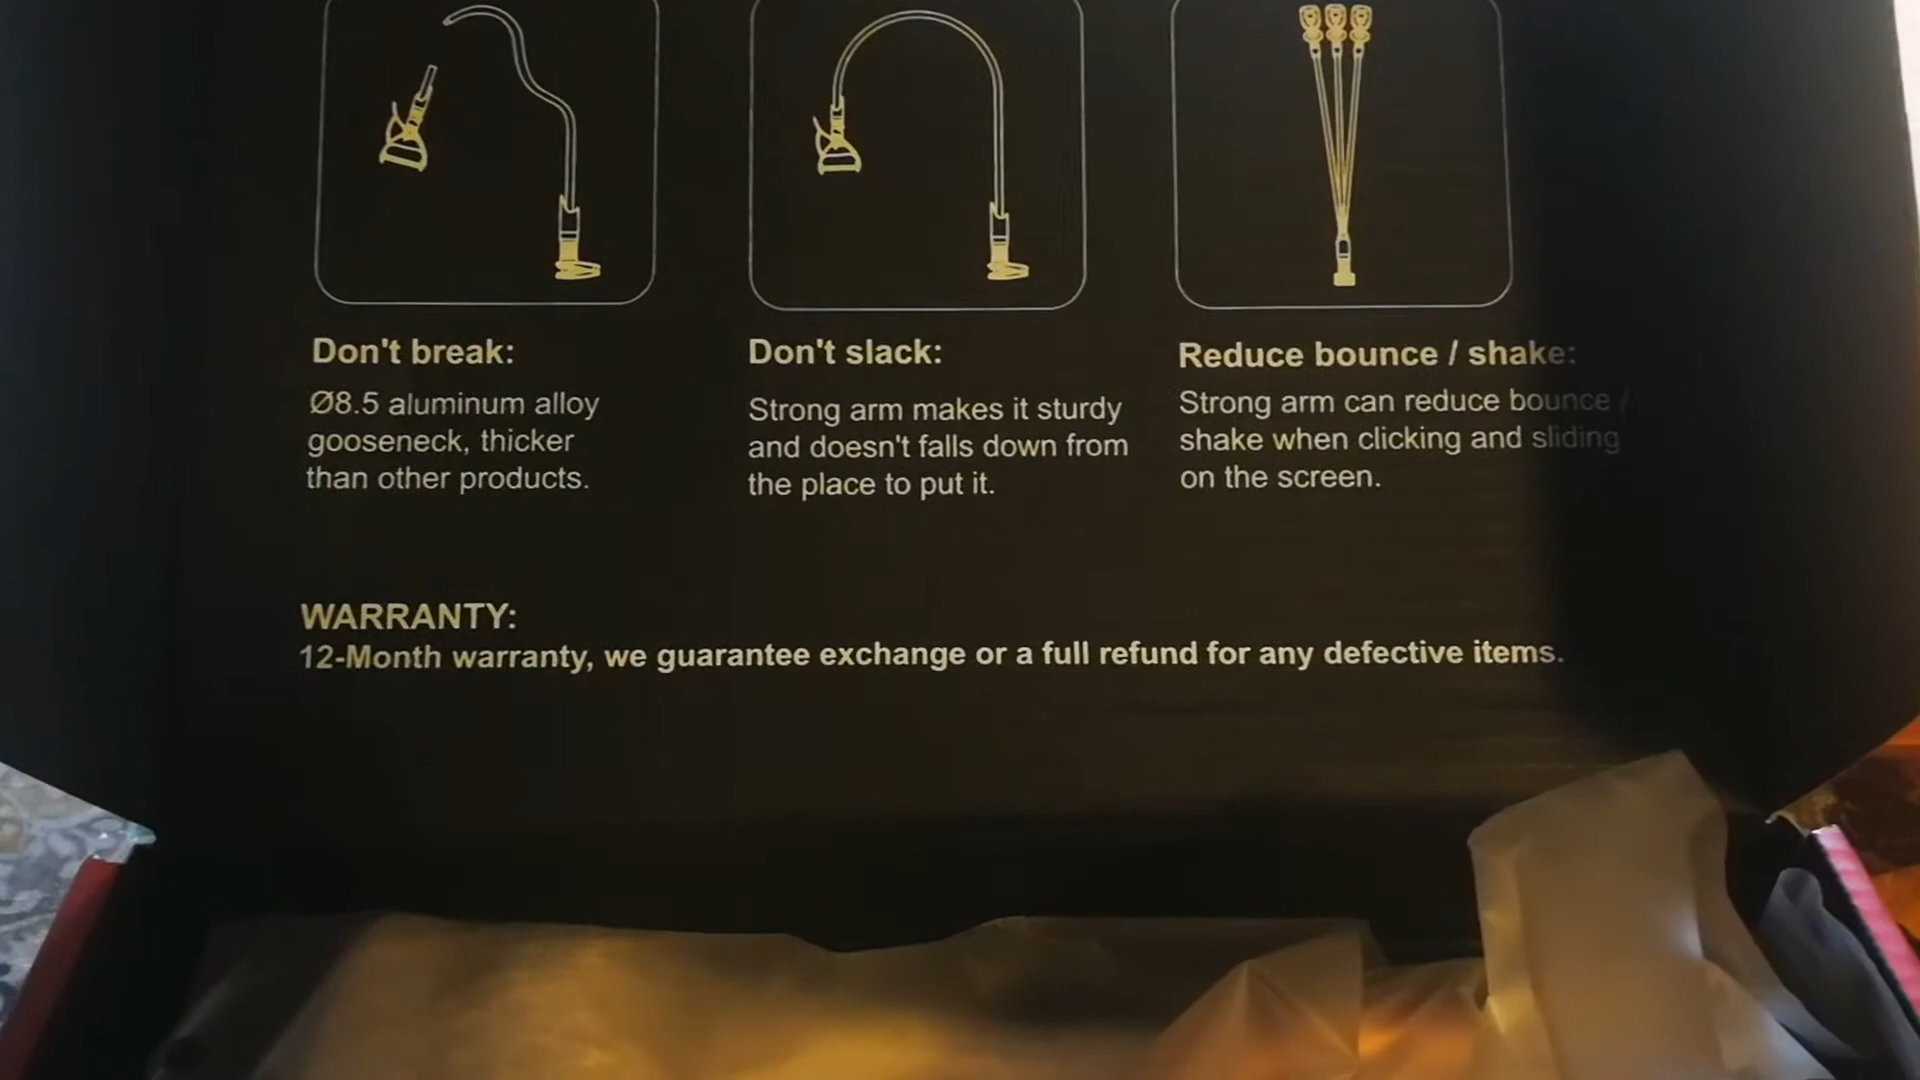 Don't break:
Ø8.5 aluminum alloy
gooseneck, thicker
than other products.
Don't slack:
Strong arm makes it sturdy
and doesn't falls down from
the place to put it.
Reduce bounce / shake:
Strong arm can reduce bounce /
shake when clicking and sliding
on the screen.
WARRANTY:
12-Month warranty, we guarantee exchange or a full refund for any defective items.